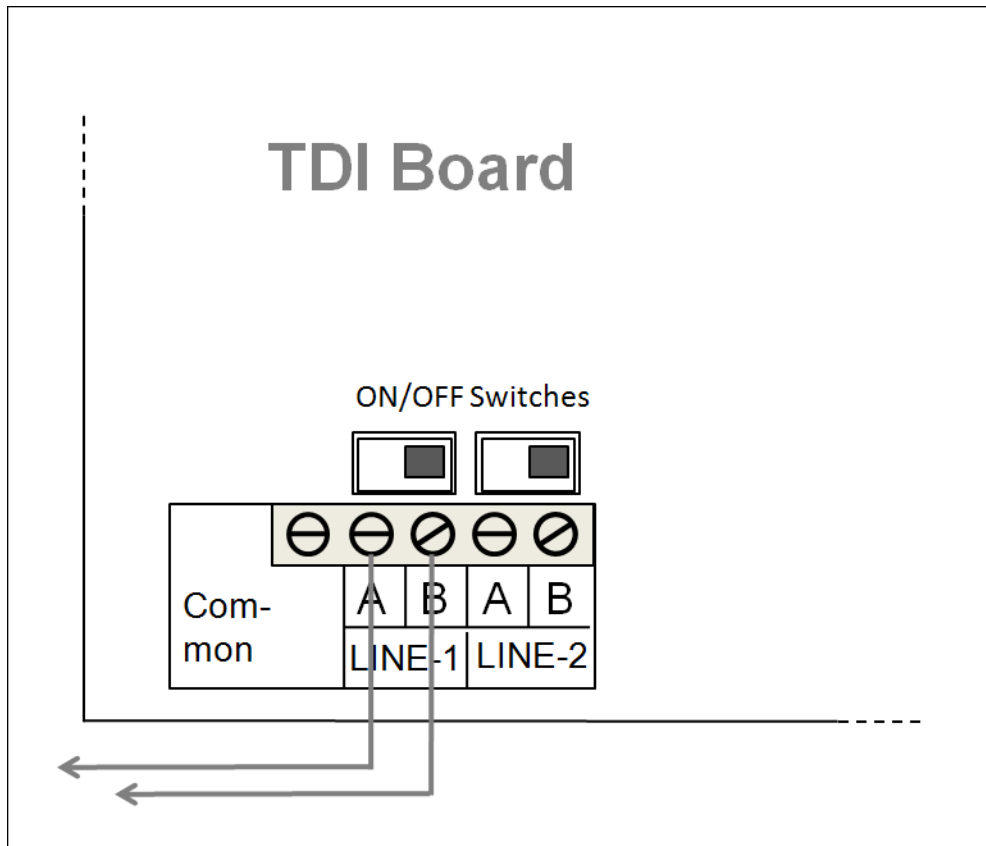 TDI Board
ON/OFF Switches
A B A B
Com-
mon
LINE-1 LINE-2